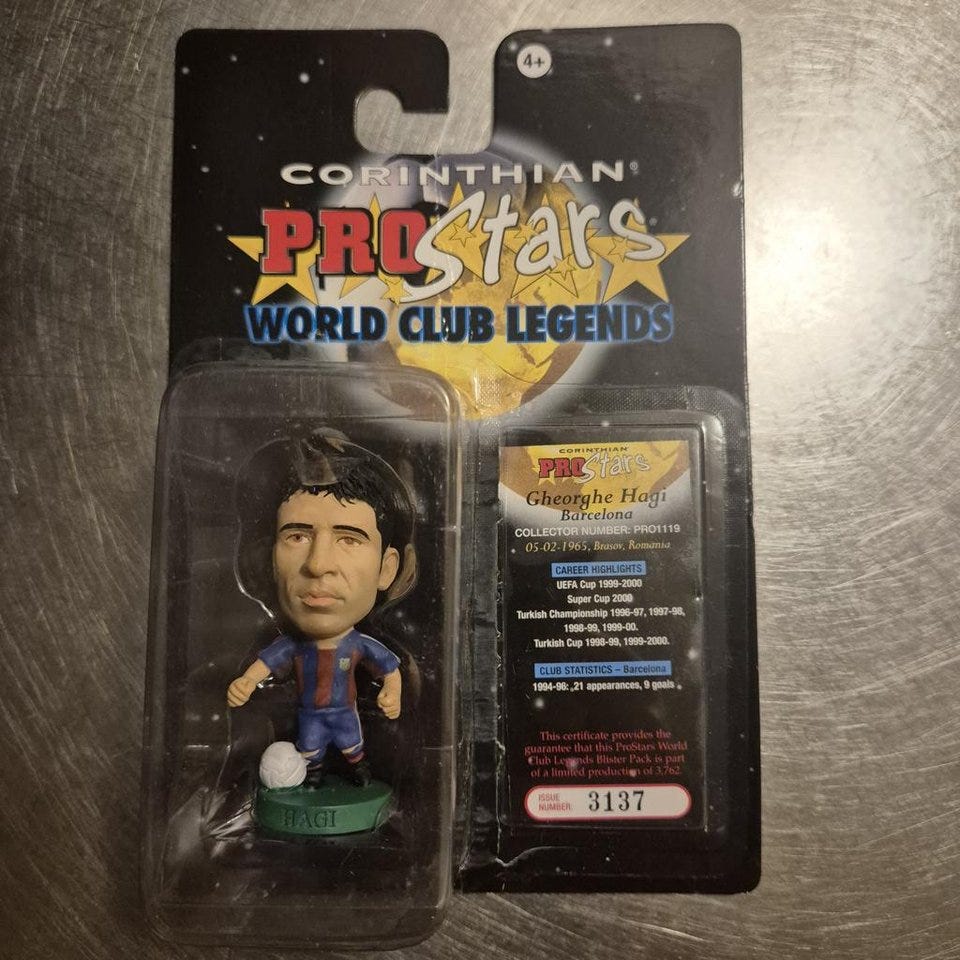 4+
CORINTHIAN®
PROStars
WORLD CLUB LEGENDS
CORINTHIAN
PROStars
Gheorghe Hagi
Barcelona
COLLECTOR NUMBER: PRO1119
05-02-1965, Brasov, Romania
CAREER HIGHLIGHTS
UEFA Cup 1999-2000
Super Cup 2000
Turkish Championship 1996-97, 1997-98,
1998-99, 1999-00.
Turkish Cup 1998-99, 1999-2000.
CLUB STATISTICS – Barcelona
1994-96: 21 appearances, 9 goals
This certificate provides the
guarantee that this ProStars World
Club Legends Blister Pack is part
of a limited production of 3,762.
ISSUE
NUMBER: 3137
HAGI